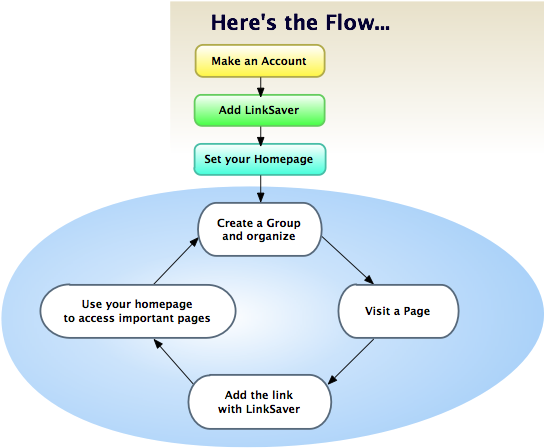 Here's the Flow...
Make an Account
Add LinkSaver
Set your Homepage
Create a Group
and organize
Visit a Page
Add the link
with LinkSaver
Use your homepage
to access important pages